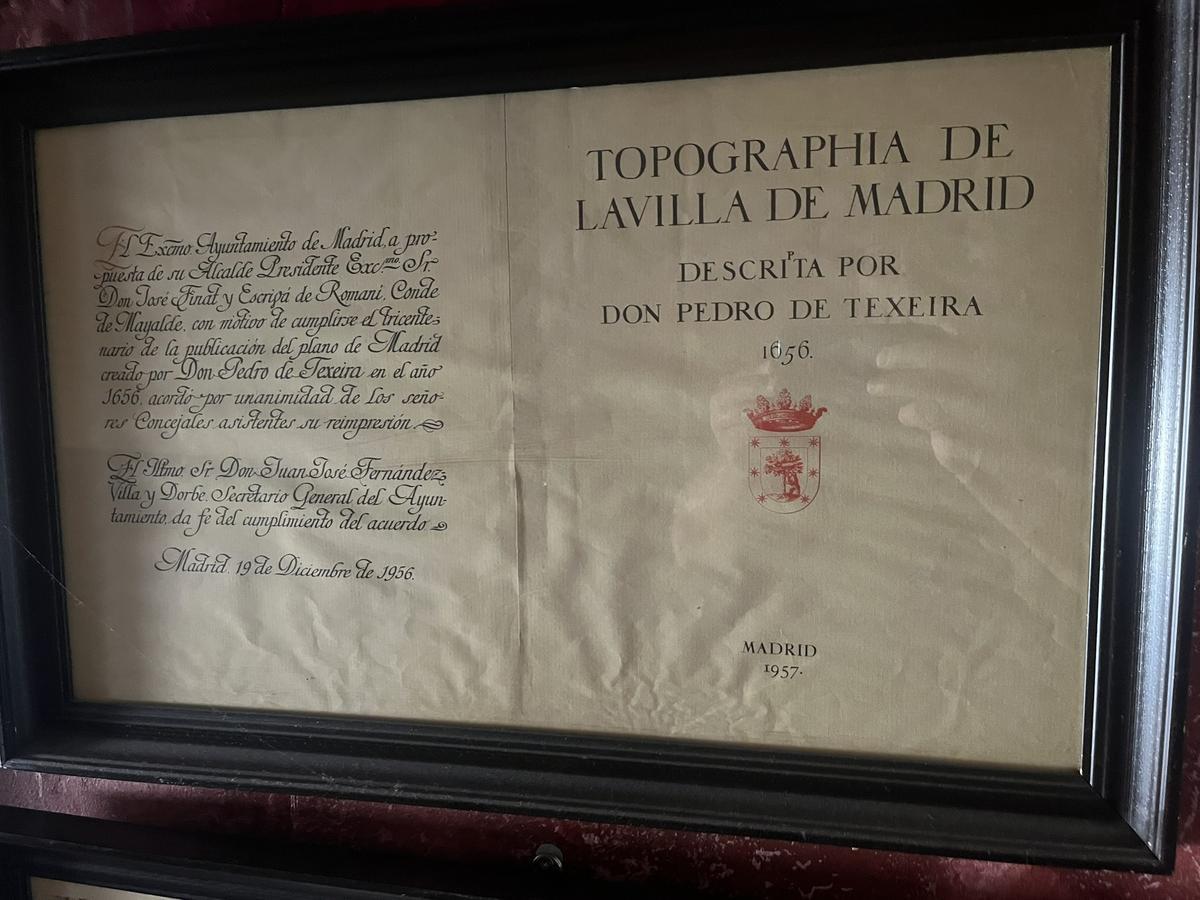 El Excmo. Ayuntamiento de Madrid, a pro-
puesta de su Alcalde Presidente Exc.mo Sr.
Don José Finat y Escrivá de Romaní, Conde
de Mayalde, con motivo de cumplirse el tricente-
nario de la publicación del plano de Madrid
creado por Don Pedro de Texeira en el año
1656, acordó por unanimidad de los seño-
res Concejales asistentes su reimpresión
El Iltmo. Sr. Don Juan José Fernández-
Villa y Dorbe, Secretario General del Ayun-
tamiento, da fe del cumplimiento del acuerdo
Madrid, 19 de Diciembre de 1956.
TOPOGRAPHIA DE
LAVILLA DE MADRID
DESCRIPTA POR
DON PEDRO DE TEXEIRA
1656.
MADRID
1957.